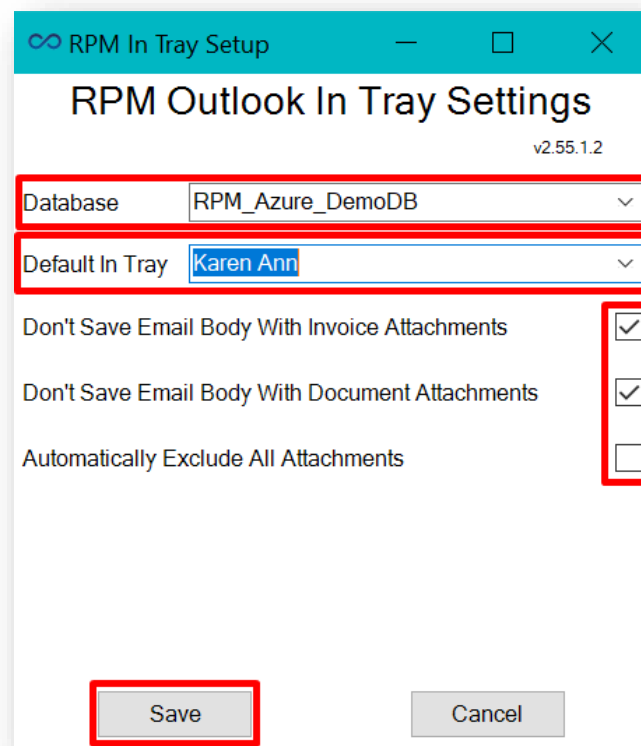 RPM In Tray Setup
RPM Outlook In Tray Settings
v2.55.1.2
Database RPM_Azure_DemoDB
Default In Tray Karen Ann
Don't Save Email Body With Invoice Attachments
Don't Save Email Body With Document Attachments
Automatically Exclude All Attachments
Save Cancel